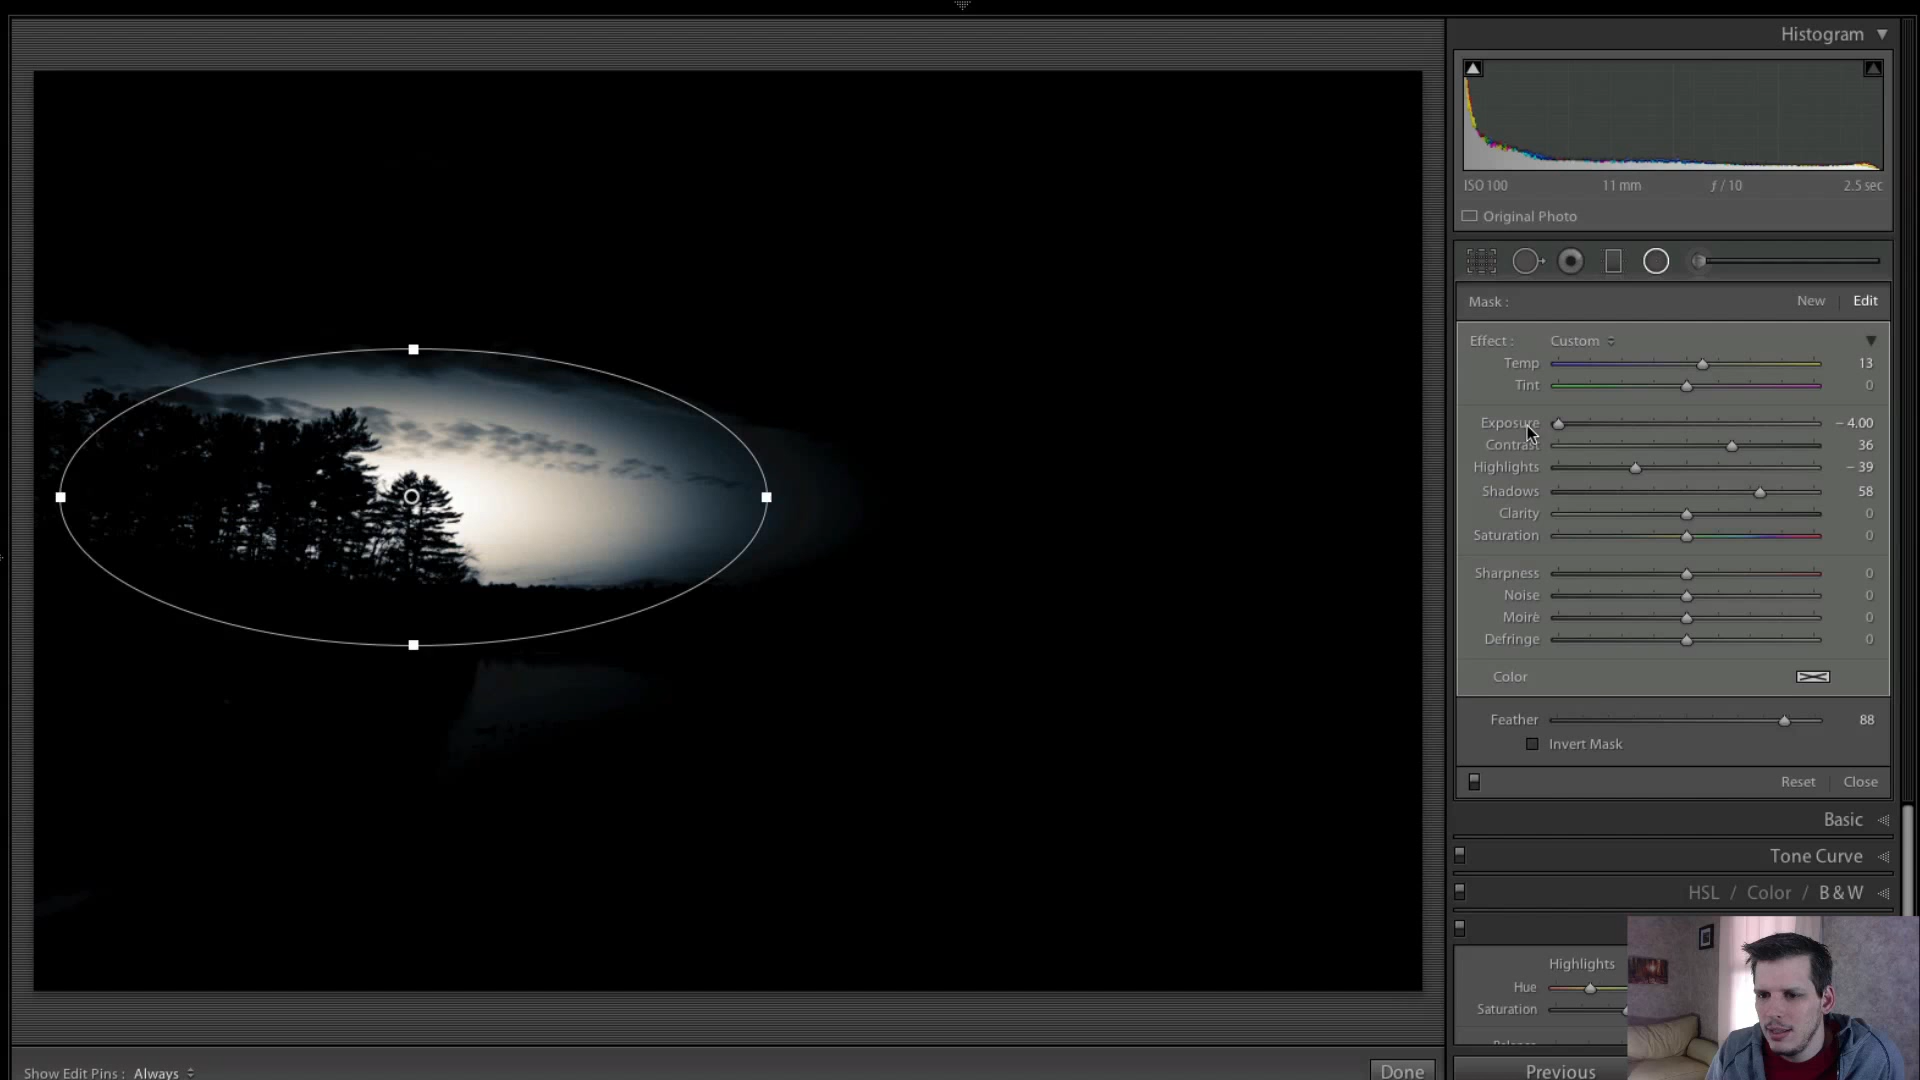 Histogram
ISO 100 11 mm ƒ / 10 2.5 sec
Original Photo
Mask : New Edit
Effect : Custom
Temp 13
Tint 0
Exposure – 4.00
Contrast 36
Highlights – 39
Shadows 58
Clarity 0
Saturation 0
Sharpness 0
Noise 0
Moiré 0
Defringe 0
Color
Feather 88
Invert Mask
Reset Close
Basic
Tone Curve
HSL / Color / B & W
Highlights
Hue
Saturation
Show Edit Pins : Always
Done
Previous